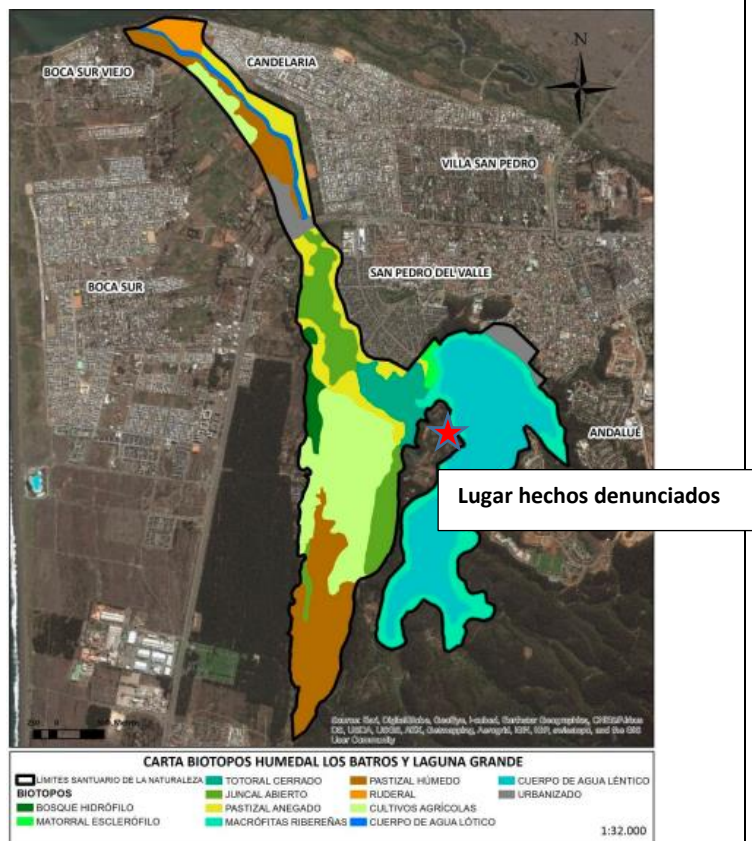 N
CANDELARIA
BOCA SUR VIEJO
VILLA SAN PEDRO
SAN PEDRO DEL VALLE
BOCA SUR
ANDALUÉ
Lugar hechos denunciados
User Community
CARTA BIOTOPOS HUMEDAL LOS BATROS Y LAGUNA GRANDE
LÍMITES SANTUARIO DE LA NATURALEZA
BIOTOPOS
BOSQUE HIDRÓFILO
MATORRAL ESCLERÓFILO
TOTORAL CERRADO
JUNCAL ABIERTO
PASTIZAL ANEGADO
MACRÓFITAS RIBEREÑAS
PASTIZAL HÚMEDO
RUDERAL
CULTIVOS AGRÍCOLAS
CUERPO DE AGUA LÓTICO
CUERPO DE AGUA LÉNTICO
URBANIZADO
1:32.000